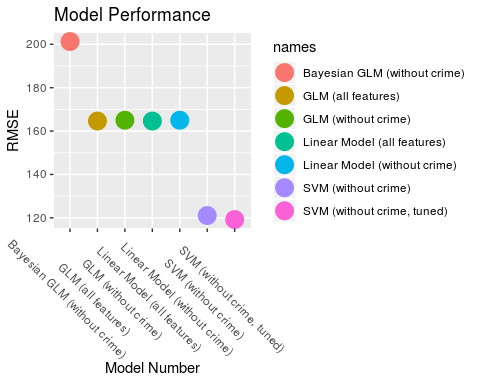 Model Performance
RMSE
200
180
160
140
120
Bayesian GLM (without crime)
GLM (all features)
GLM (without crime)
Linear Model (all features)
Linear Model (without crime)
SVM (without crime)
SVM (without crime, tuned)
Model Number
names
Bayesian GLM (without crime)
GLM (all features)
GLM (without crime)
Linear Model (all features)
Linear Model (without crime)
SVM (without crime)
SVM (without crime, tuned)